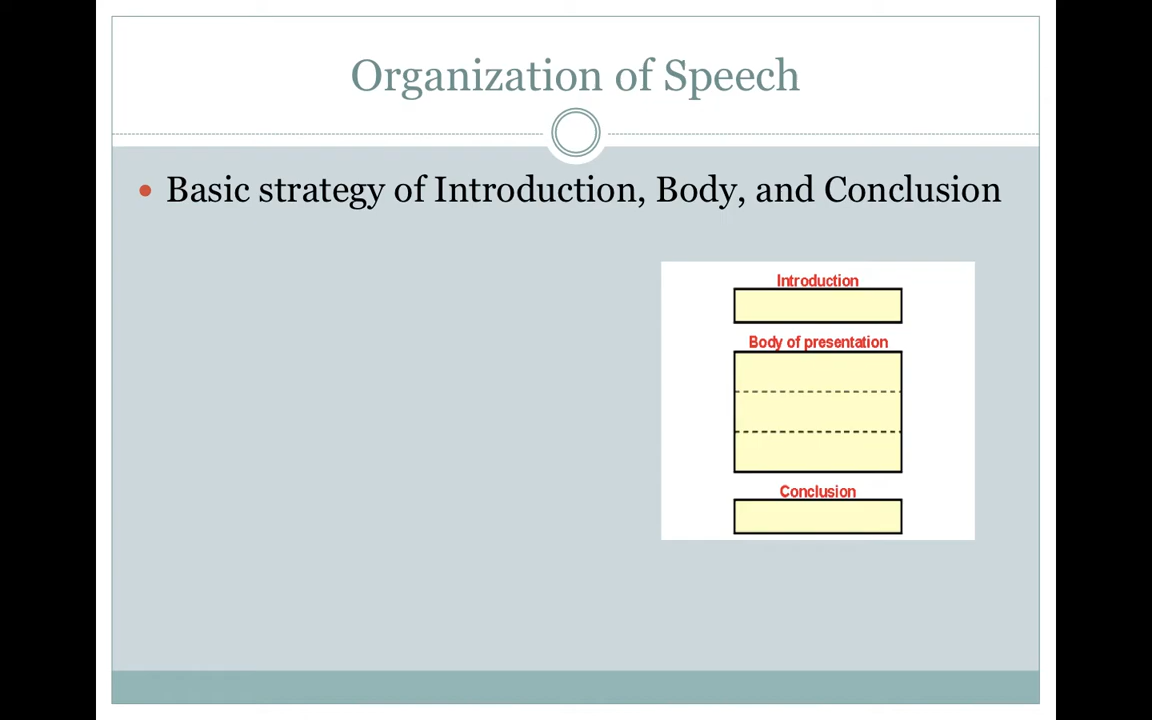 Organization of Speech
• Basic strategy of Introduction, Body, and Conclusion
Introduction
Body of presentation
Conclusion